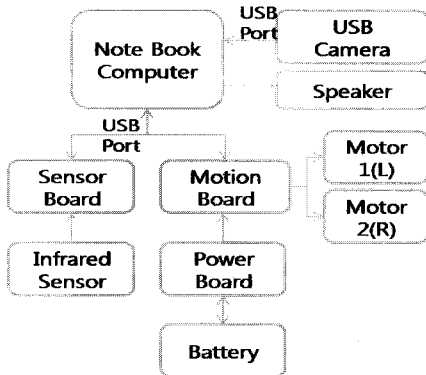 USB
Port
USB
Camera
Note Book
Computer
Speaker
USB
Port
Sensor
Board
Motion
Board
Motor
1(L)
Motor
2(R)
Infrared
Sensor
Power
Board
Battery